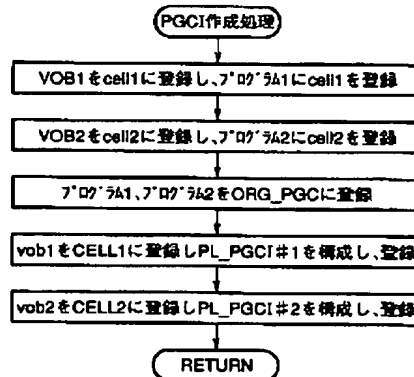 PGCI作成処理
VOB1をcell1に登録し、ﾌﾟﾛｸﾞﾗﾑ1にcell1を登録
VOB2をcell2に登録し、ﾌﾟﾛｸﾞﾗﾑ2にcell2を登録
ﾌﾟﾛｸﾞﾗﾑ1、ﾌﾟﾛｸﾞﾗﾑ2をORG_PGCに登録
vob1をCELL1に登録しPL_PGCI#1を構成し、登録
vob2をCELL2に登録しPL_PGCI#2を構成し、登録
RETURN